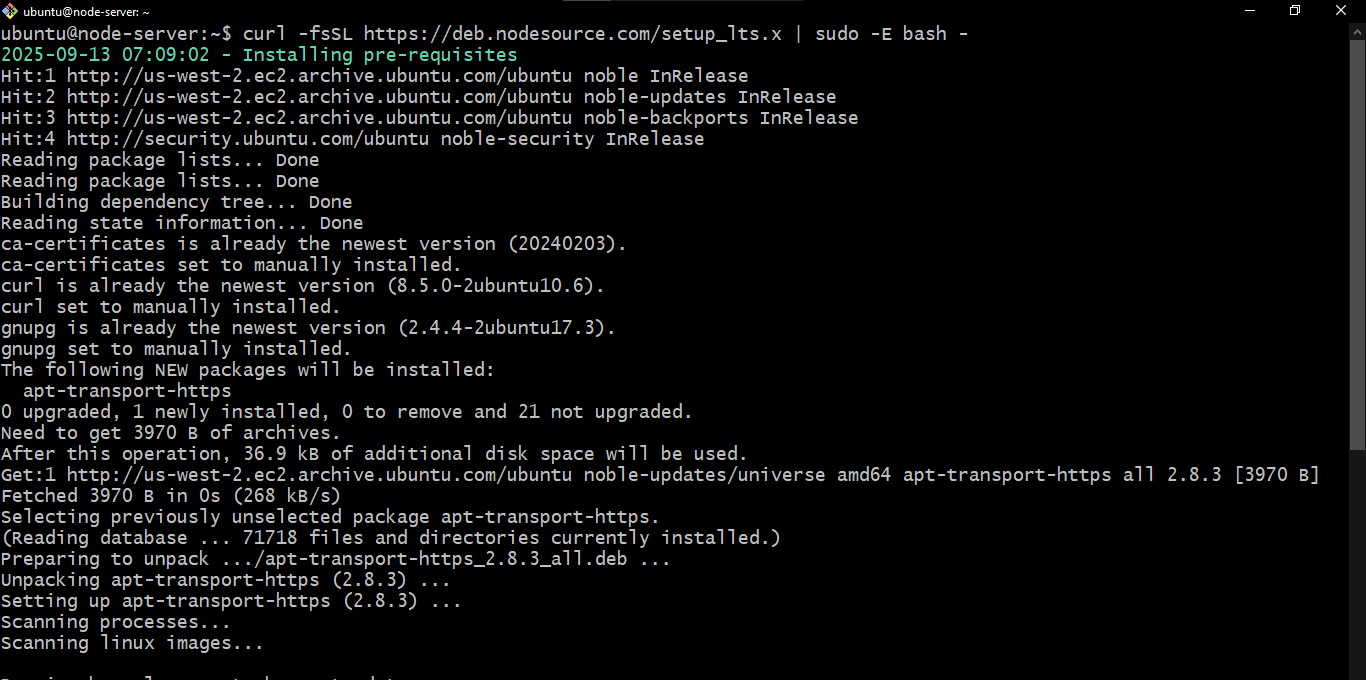 ubuntu@node-server: ~
ubuntu@node-server:~$ curl -fsSL https://deb.nodesource.com/setup_lts.x | sudo -E bash -
2025-09-13 07:09:02 - Installing pre-requisites
Hit:1 http://us-west-2.ec2.archive.ubuntu.com/ubuntu noble InRelease
Hit:2 http://us-west-2.ec2.archive.ubuntu.com/ubuntu noble-updates InRelease
Hit:3 http://us-west-2.ec2.archive.ubuntu.com/ubuntu noble-backports InRelease
Hit:4 http://security.ubuntu.com/ubuntu noble-security InRelease
Reading package lists... Done
Reading package lists... Done
Building dependency tree... Done
Reading state information... Done
ca-certificates is already the newest version (20240203).
ca-certificates set to manually installed.
curl is already the newest version (8.5.0-2ubuntu10.6).
curl set to manually installed.
gnupg is already the newest version (2.4.4-2ubuntu17.3).
gnupg set to manually installed.
The following NEW packages will be installed:
  apt-transport-https
0 upgraded, 1 newly installed, 0 to remove and 21 not upgraded.
Need to get 3970 B of archives.
After this operation, 36.9 kB of additional disk space will be used.
Get:1 http://us-west-2.ec2.archive.ubuntu.com/ubuntu noble-updates/universe amd64 apt-transport-https all 2.8.3 [3970 B]
Fetched 3970 B in 0s (268 kB/s)
Selecting previously unselected package apt-transport-https.
(Reading database ... 71718 files and directories currently installed.)
Preparing to unpack .../apt-transport-https_2.8.3_all.deb ...
Unpacking apt-transport-https (2.8.3) ...
Setting up apt-transport-https (2.8.3) ...
Scanning processes...
Scanning linux images...